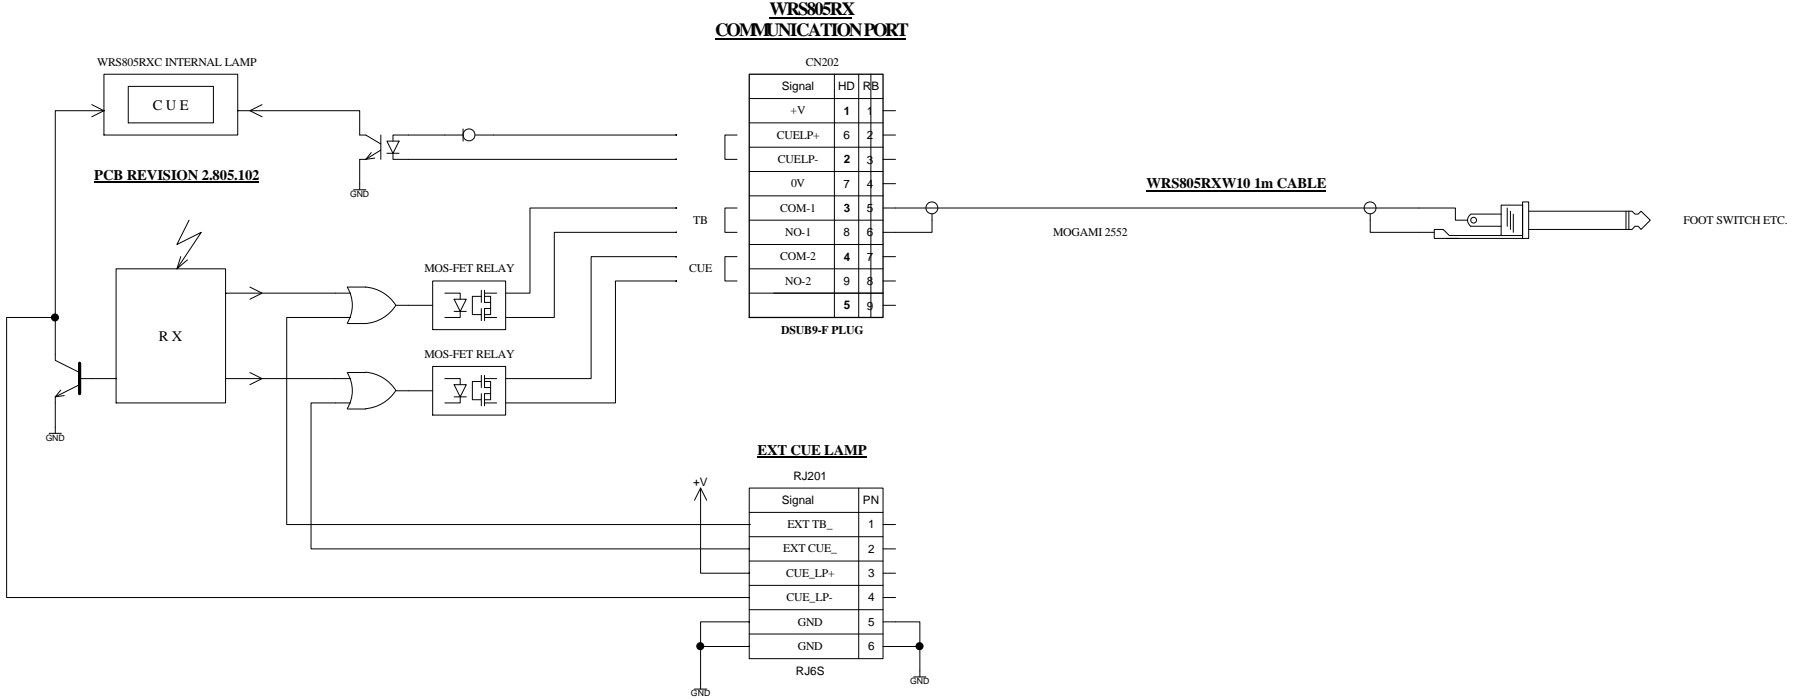 WRS805RX
COMMUNICATION PORT
WRS805RXC INTERNAL LAMP
CUE
GND
PCB REVISION 2.805.102
CN202
Signal HD RB
+V 1 1
CUELP+ 6 2
CUELP- 2 3
0V 7 4
COM-1 3 5
NO-1 8 6
COM-2 4 7
NO-2 9 8
5 9
DSUB9-F PLUG
TB
CUE
WRS805RXW10 1m CABLE
MOGAMI 2552
FOOT SWITCH ETC.
RX
MOS-FET RELAY
MOS-FET RELAY
GND
EXT CUE LAMP
RJ201
+V
Signal PN
EXT TB_ 1
EXT CUE_ 2
CUE_LP+ 3
CUE_LP- 4
GND 5
GND 6
RJ6S
GND
GND